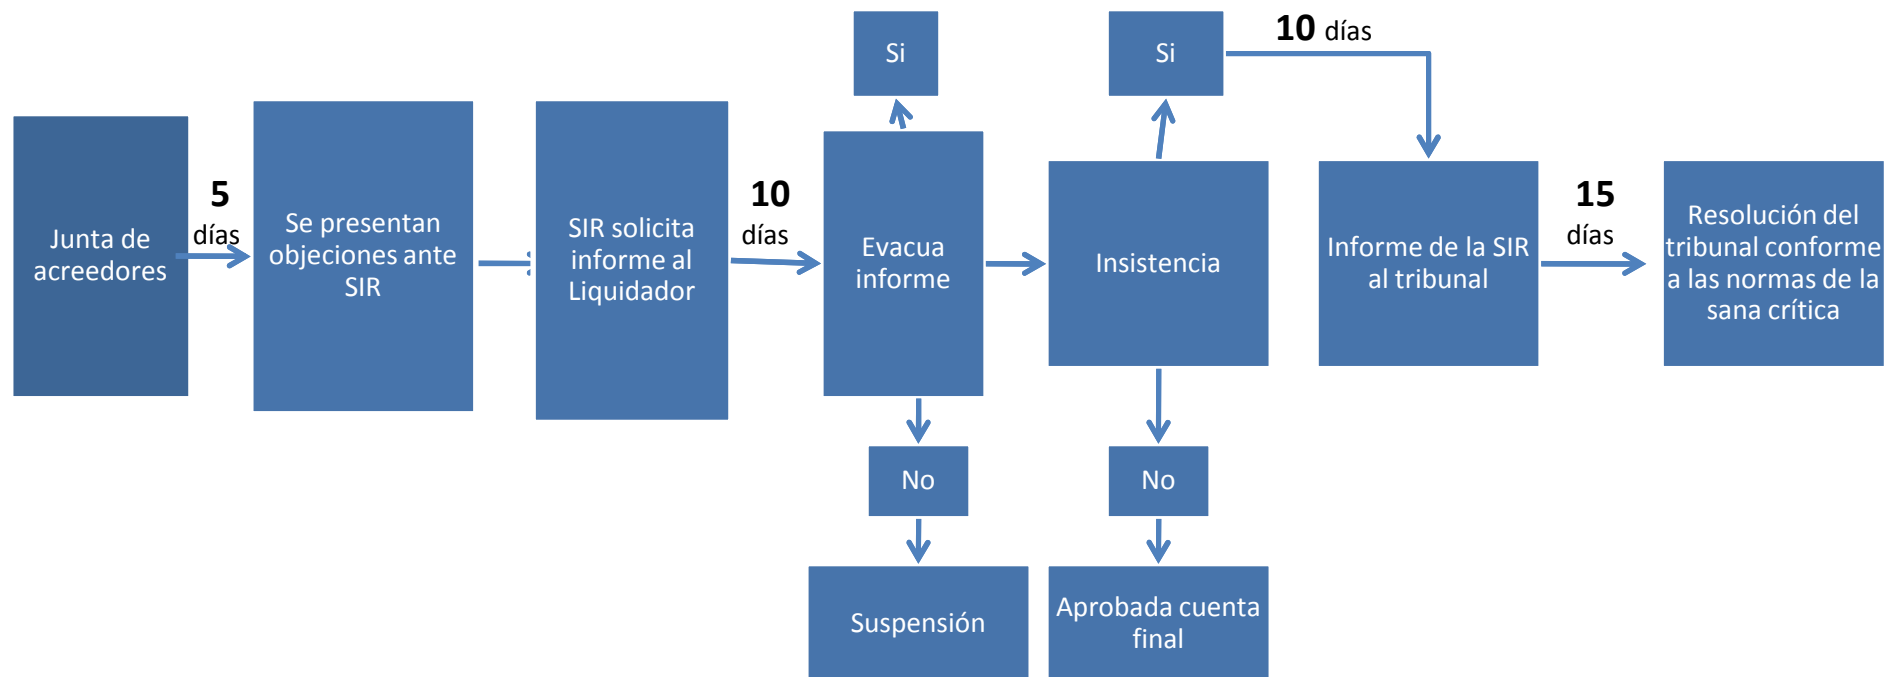 Junta de
acreedores
5
días
Se presentan
objeciones ante
SIR
SIR solicita
informe al
Liquidador
10
días
Si
Evacua
informe
No
Suspensión
Si
Insistencia
No
Aprobada cuenta
final
10 días
Informe de la SIR
al tribunal
15
días
Resolución del
tribunal conforme
a las normas de la
sana crítica